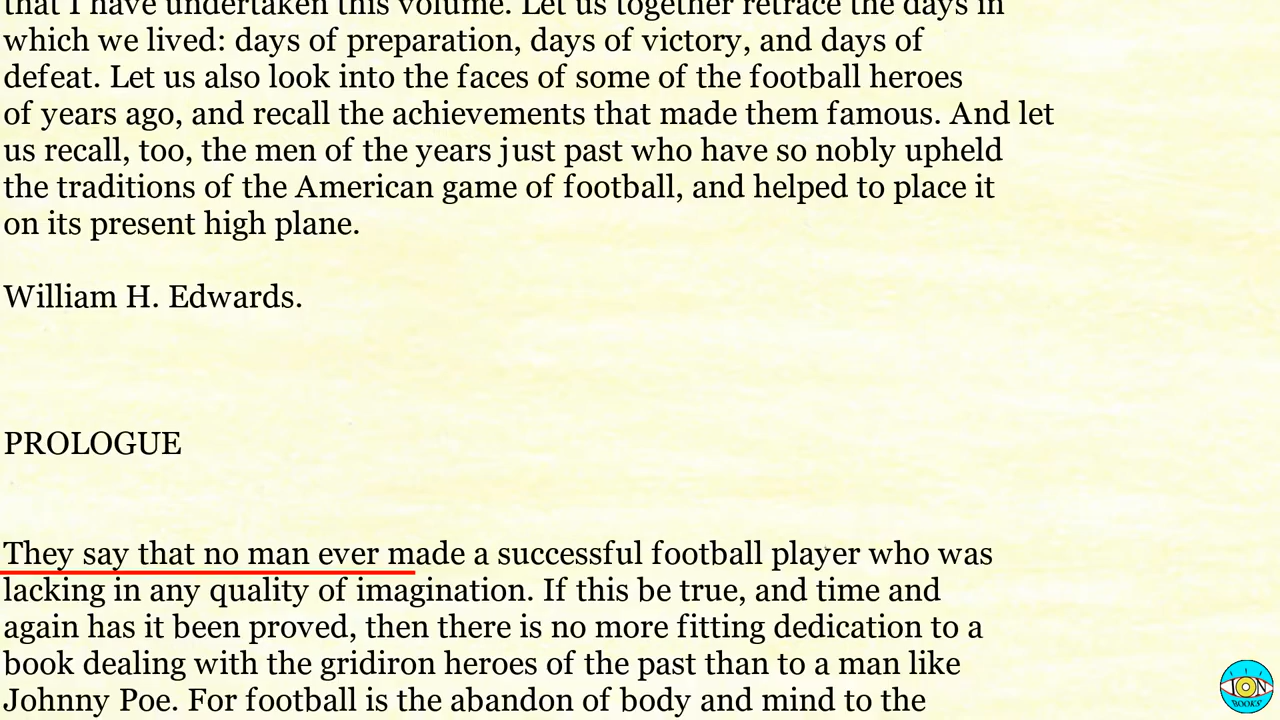 that I have undertaken this volume. Let us together retrace the days in
which we lived: days of preparation, days of victory, and days of
defeat. Let us also look into the faces of some of the football heroes
of years ago, and recall the achievements that made them famous. And let
us recall, too, the men of the years just past who have so nobly upheld
the traditions of the American game of football, and helped to place it
on its present high plane.
William H. Edwards.
PROLOGUE
They say that no man ever made a successful football player who was
lacking in any quality of imagination. If this be true, and time and
again has it been proved, then there is no more fitting dedication to a
book dealing with the gridiron heroes of the past than to a man like
Johnny Poe. For football is the abandon of body and mind to the
ION
BOOKS